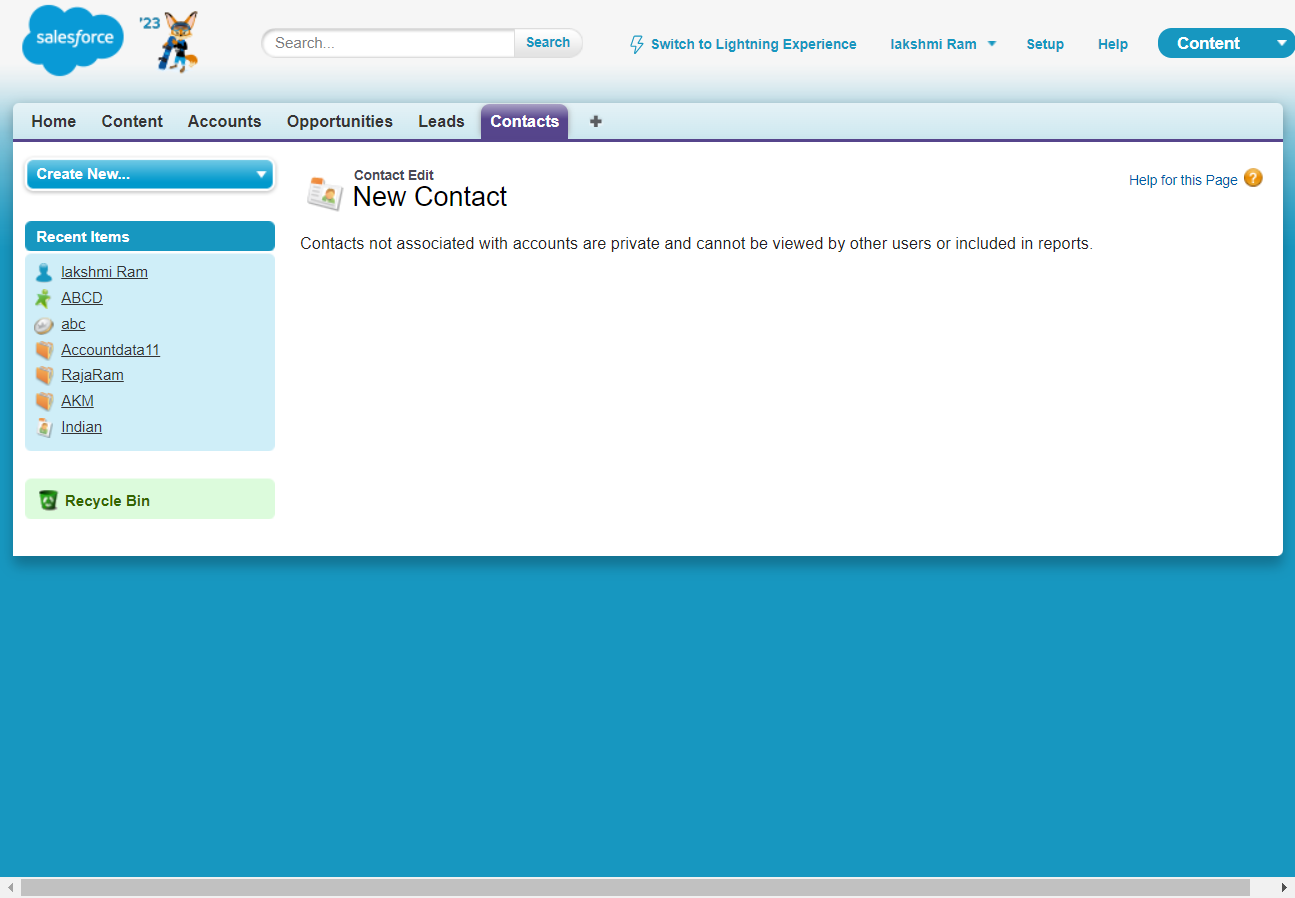 salesforce
'23
Search...
Search
Switch to Lightning Experience
lakshmi Ram
Setup
Help
Content
Home
Content
Accounts
Opportunities
Leads
Contacts
Create New...
Contact Edit
New Contact
Help for this Page
?
Recent Items
Contacts not associated with accounts are private and cannot be viewed by other users or included in reports.
lakshmi Ram
ABCD
abc
Accountdata11
RajaRam
AKM
Indian
Recycle Bin